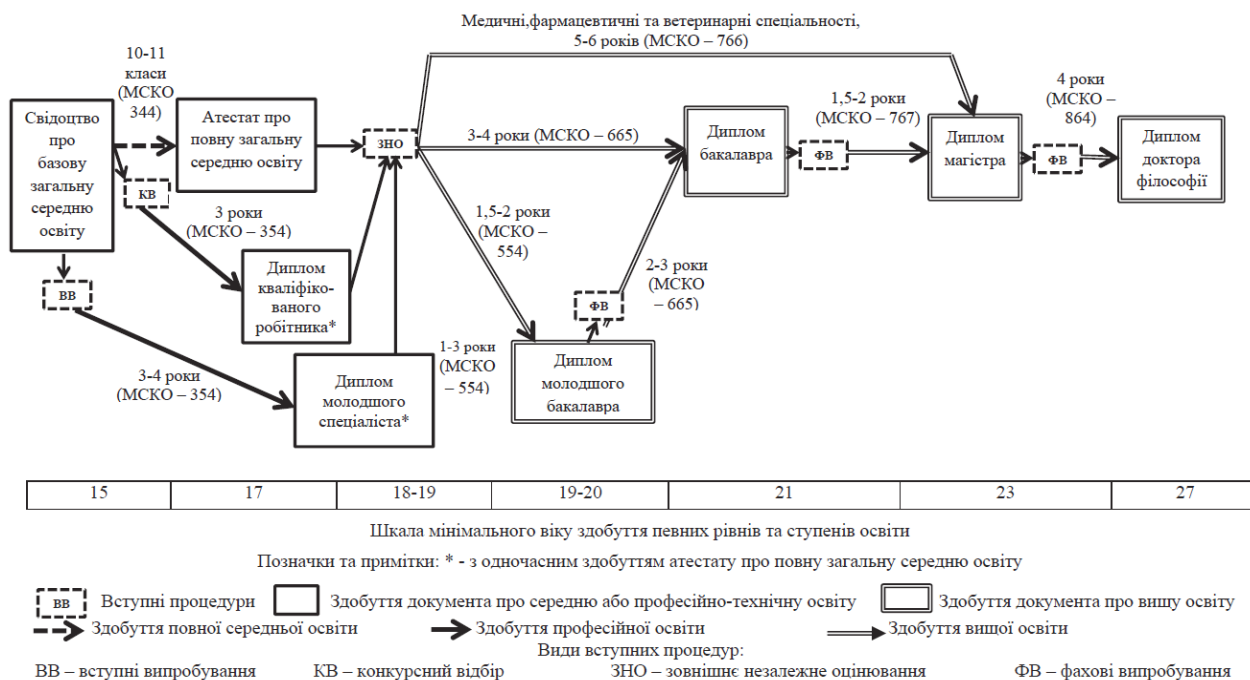 Медичні,фармацевтичні та ветеринарні спеціальності,
5-6 років (МСКО – 766)
10-11
класи
(МСКО
344)
Свідоцтво
про
базову
загальну
середню
освіту
Атестат про
повну загальну
середню освіту
ЗНО
3-4 роки (МСКО – 665)
Диплом
бакалавра
1,5-2 роки
(МСКО – 767)
ФВ
Диплом
магістра
4 роки
(МСКО –
864)
ФВ
Диплом
доктора
філософії
КВ
3 роки
(МСКО – 354)
1,5-2 роки
(МСКО –
554)
2-3 роки
(МСКО
– 665)
ВВ
Диплом
кваліфіко-
ваного
робітника*
ФВ
3-4 роки
(МСКО – 354)
Диплом
молодшого
спеціаліста*
1-3 роки
(МСКО
– 554)
Диплом
молодшого
бакалавра
15 17 18-19 19-20 21 23 27
Шкала мінімального віку здобуття певних рівнів та ступенів освіти
Позначки та примітки: * - з одночасним здобуттям атестату про повну загальну середню освіту
ВВ Вступні процедури Здобуття документа про середню або професійно-технічну освіту Здобуття документа про вишу освіту
Здобуття повної середньої освіти Здобуття професійної освіти Здобуття вищої освіти
Види вступних процедур:
ВВ – вступні випробування КВ – конкурсний відбір ЗНО – зовнішнє незалежне оцінювання ФВ – фахові випробування